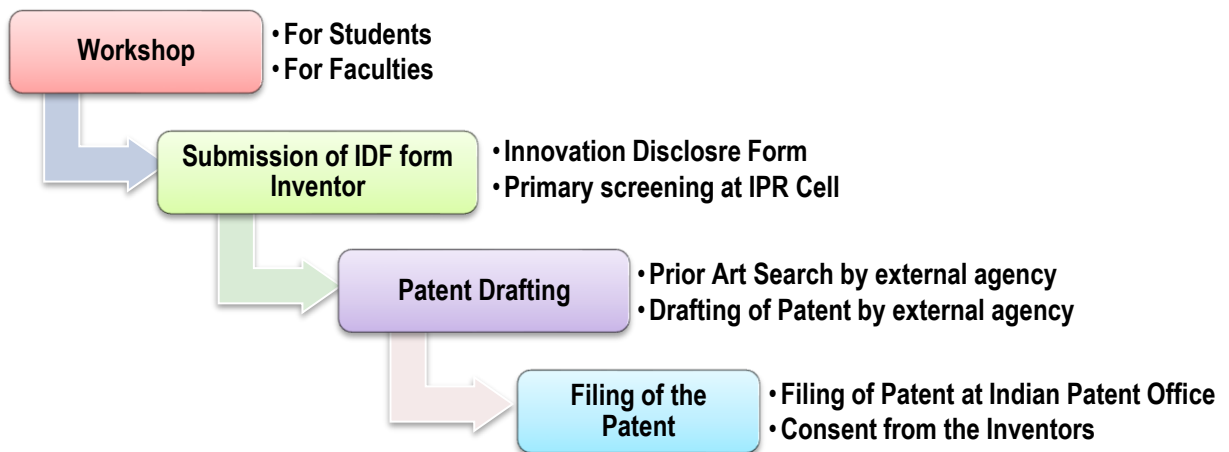 Workshop
• For Students
• For Faculties
Submission of IDF form
Inventor
• Innovation Disclosre Form
• Primary screening at IPR Cell
Patent Drafting
• Prior Art Search by external agency
• Drafting of Patent by external agency
Filing of the
Patent
• Filing of Patent at Indian Patent Office
• Consent from the Inventors